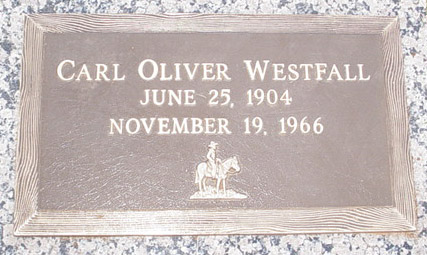 CARL OLIVER WESTFALL
JUNE 25, 1904
NOVEMBER 19, 1966